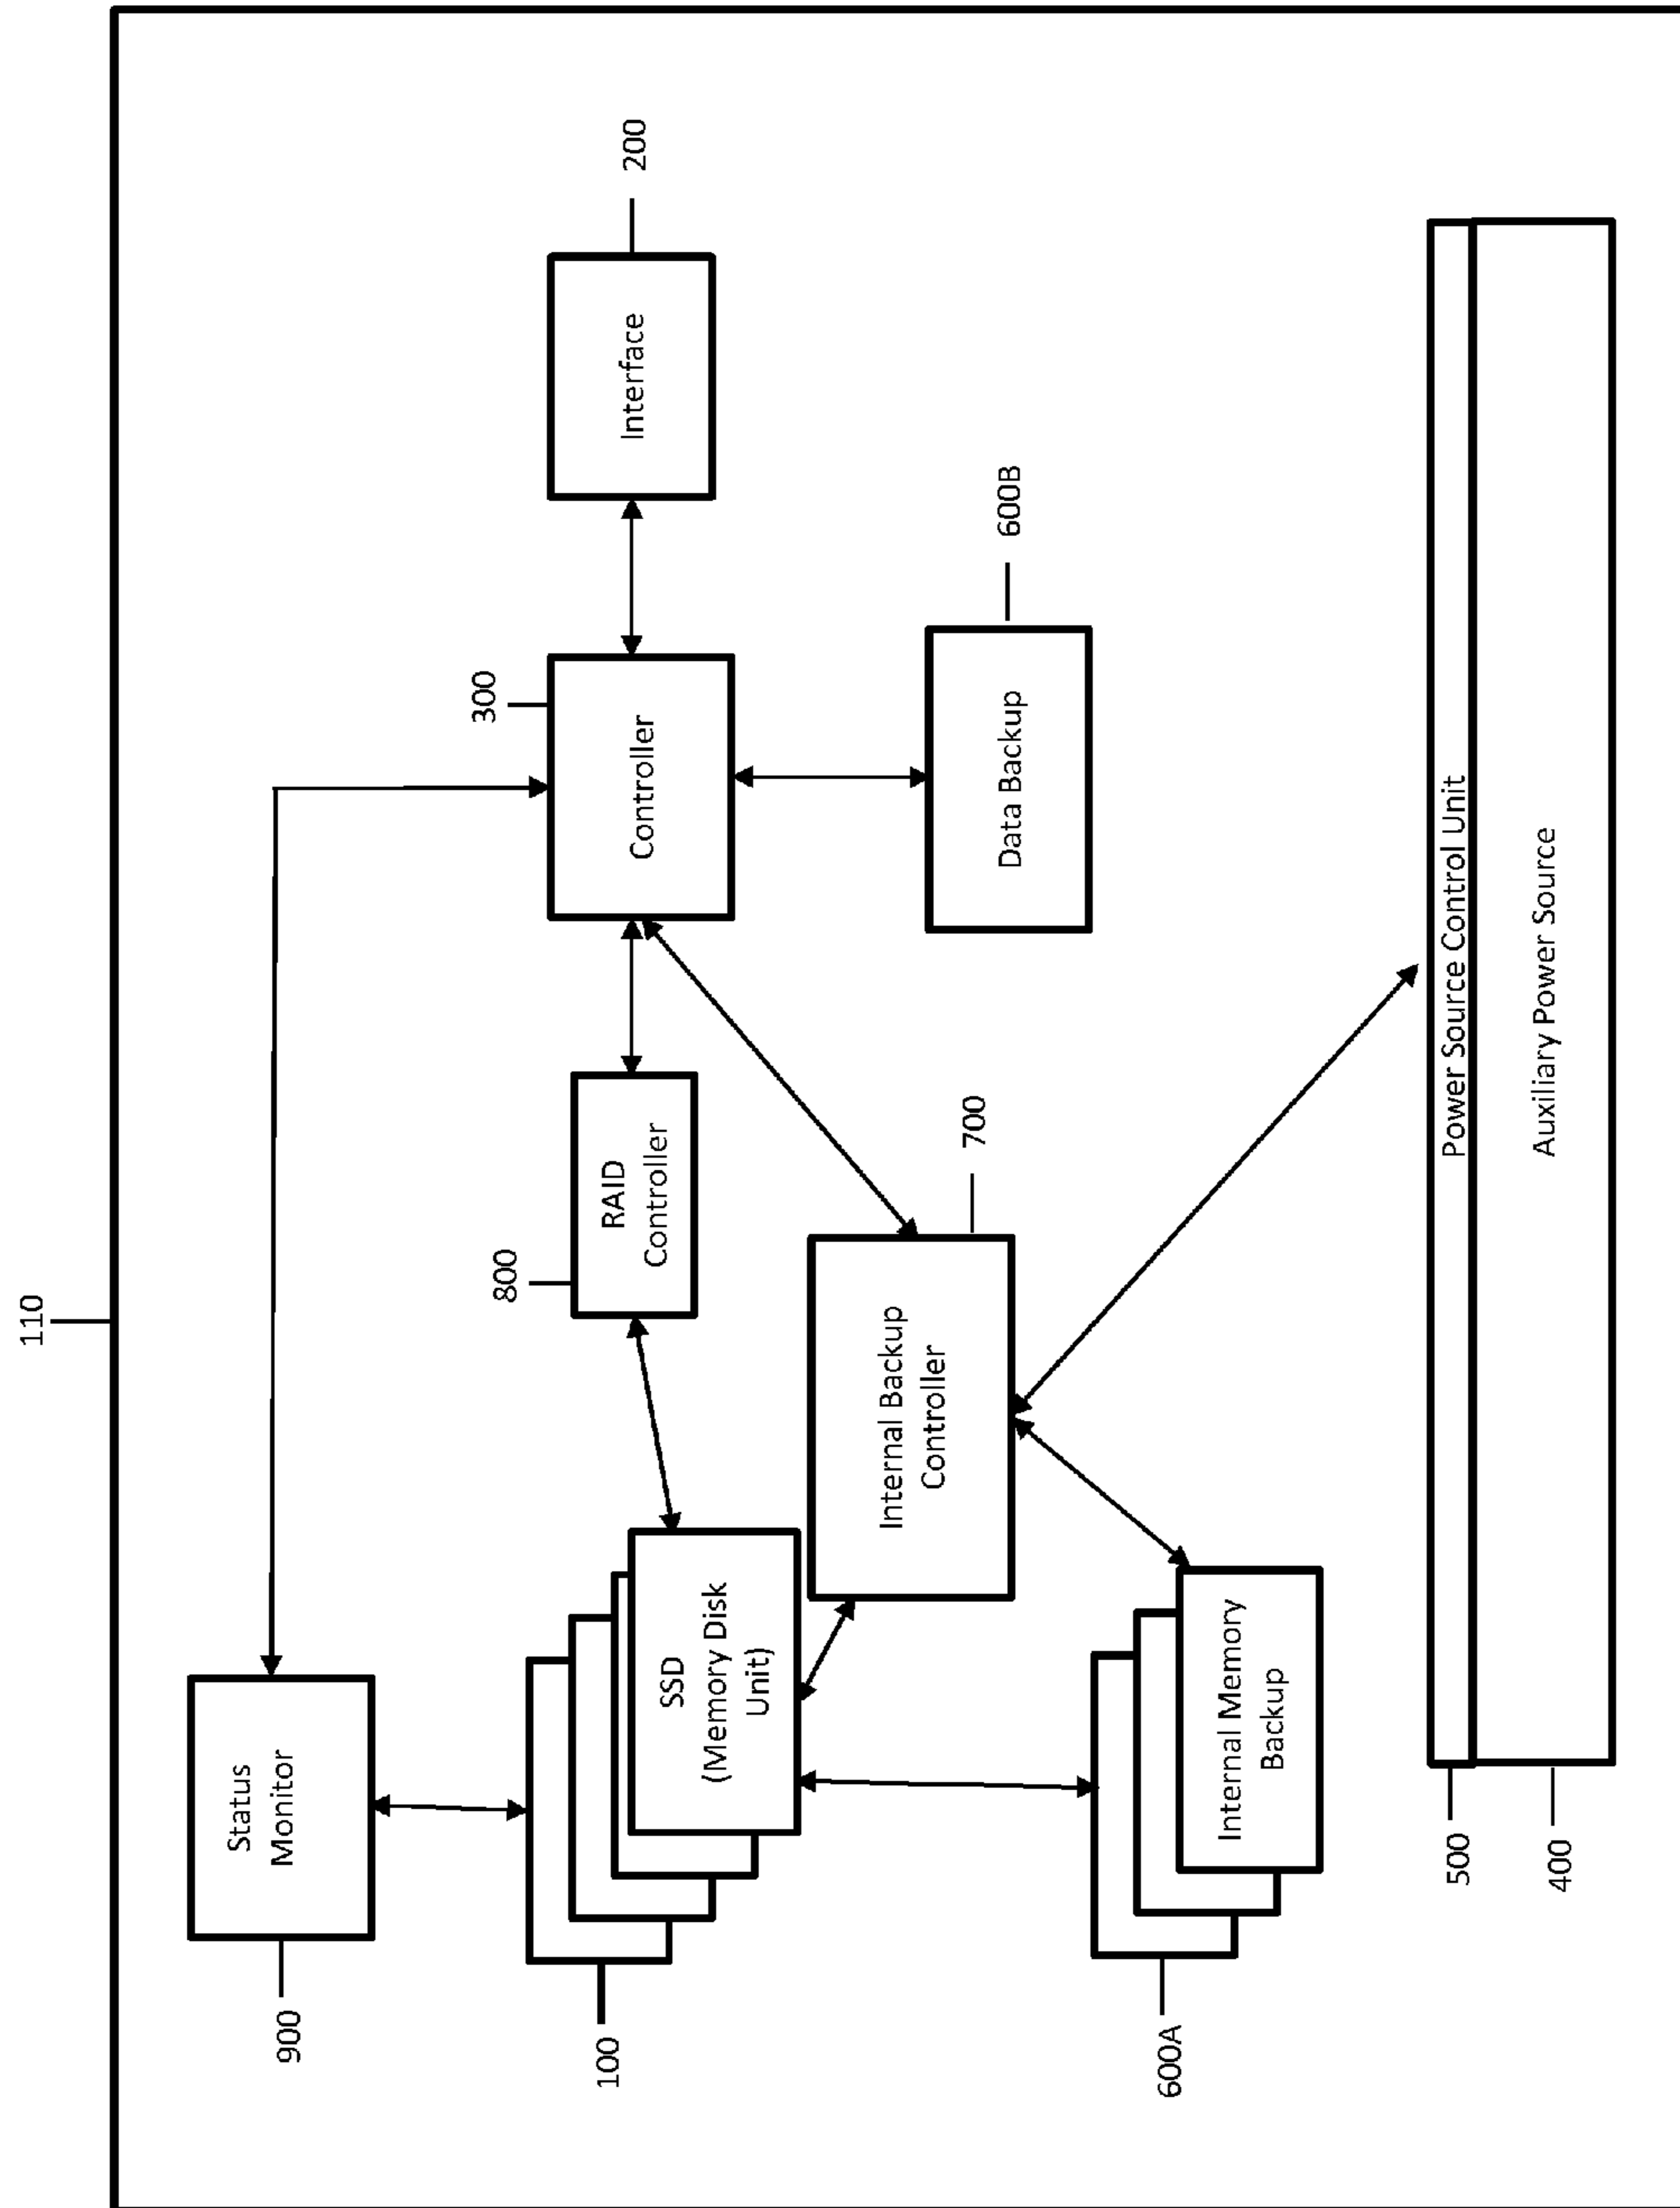 110
900
Status
Monitor
300
200
800
100
SSD
(Memory Disk
Unit)
RAID
Controller
Controller
Interface
700
Internal Backup
Controller
600B
Data Backup
600A
Internal Memory
Backup
500
Power Source Control Unit
400
Auxiliary Power Source